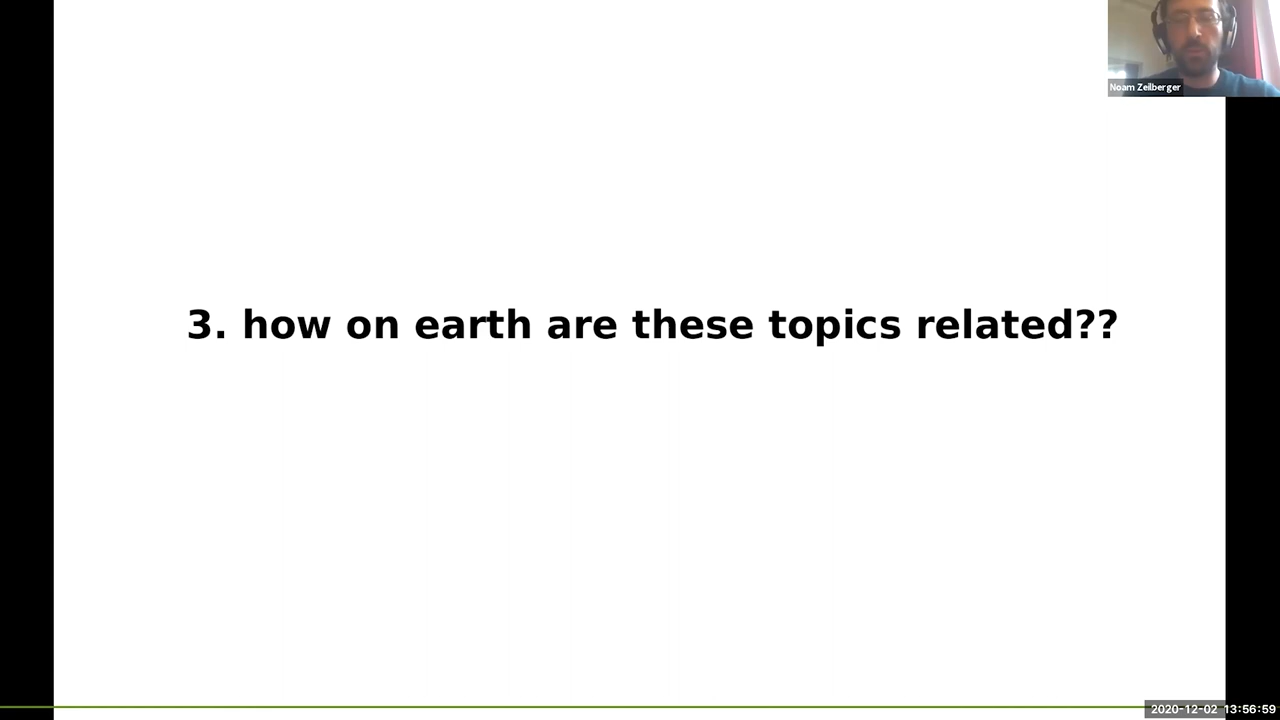 Noam Zeilberger
3. how on earth are these topics related??
2020-12-02 13:56:59